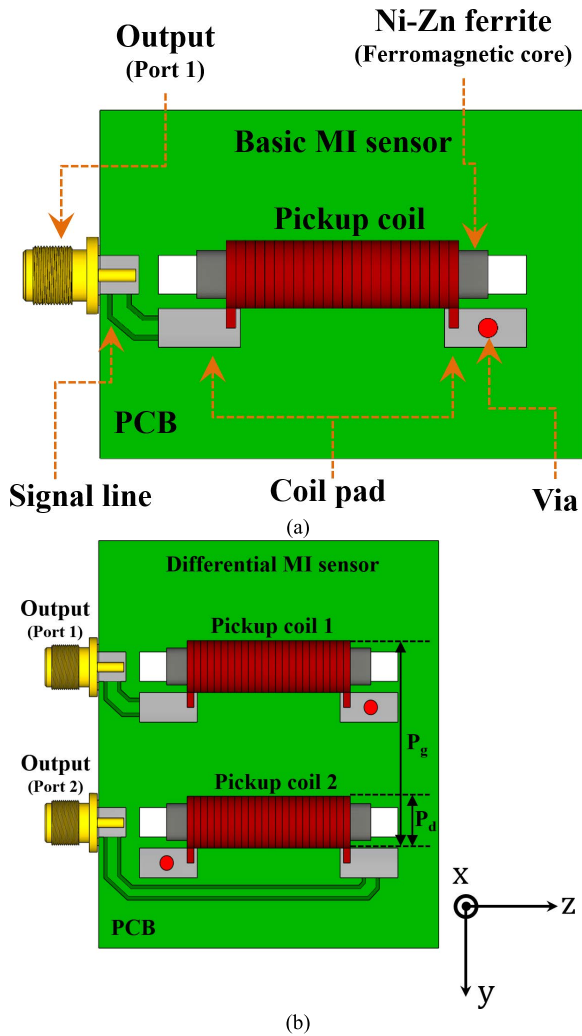 Output
(Port 1)
Ni-Zn ferrite
(Ferromagnetic core)
Basic MI sensor
Pickup coil
PCB
Signal line
Coil pad
Via
(a)
Differential MI sensor
Output
(Port 1)
Pickup coil 1
Pg
Output
(Port 2)
Pickup coil 2
Pd
PCB
x
z
y
(b)